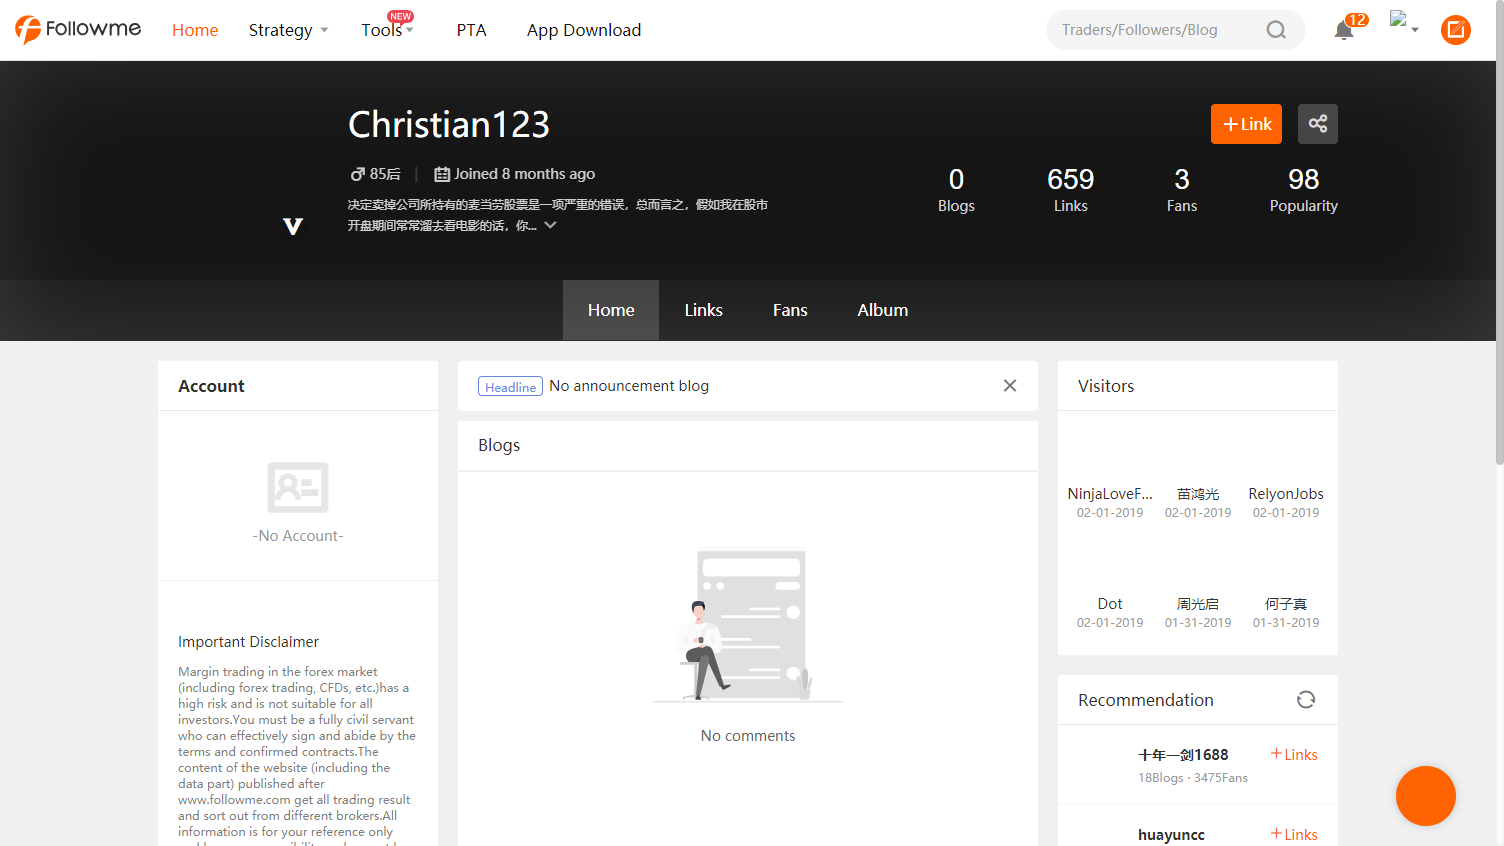 Followme
Home
Strategy
Tools
NEW
PTA
App Download
Traders/Followers/Blog
12
Christian123
+Link
85后
Joined 8 months ago
决定卖掉公司所持有的麦当劳股票是一项严重的错误，总而言之，假如我在股市
开盘期间常常溜去看电影的话，你...
V
0
Blogs
659
Links
3
Fans
98
Popularity
Home
Links
Fans
Album
Account
-No Account-
Important Disclaimer
Margin trading in the forex market
(including forex trading, CFDs, etc.)has a
high risk and is not suitable for all
investors.You must be a fully civil servant
who can effectively sign and abide by the
terms and confirmed contracts.The
content of the website (including the
data part) published after
www.followme.com get all trading result
and sort out from different brokers.All
information is for your reference only
Headline
No announcement blog
Blogs
No comments
Visitors
NinjaLoveF...
苗鸿光
RelyonJobs
02-01-2019
02-01-2019
02-01-2019
Dot
周光启
何子真
02-01-2019
01-31-2019
01-31-2019
Recommendation
十年一剑1688
+Links
18Blogs · 3475Fans
huayuncc
+Links